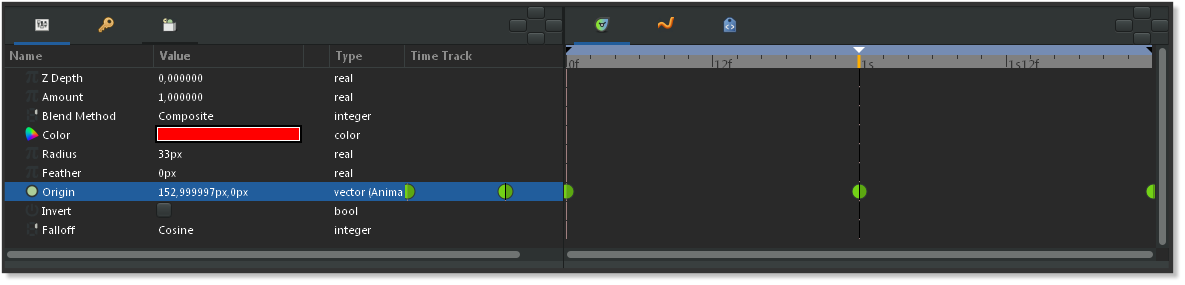 Name Value Type Time Track
0f 12f 1s 1s12f
Z Depth 0,000000 real
Amount 1,000000 real
Blend Method Composite integer
Color color
Radius 33px real
Feather 0px real
Origin 152,999997px,0px vector (Anima
Invert bool
Falloff Cosine integer